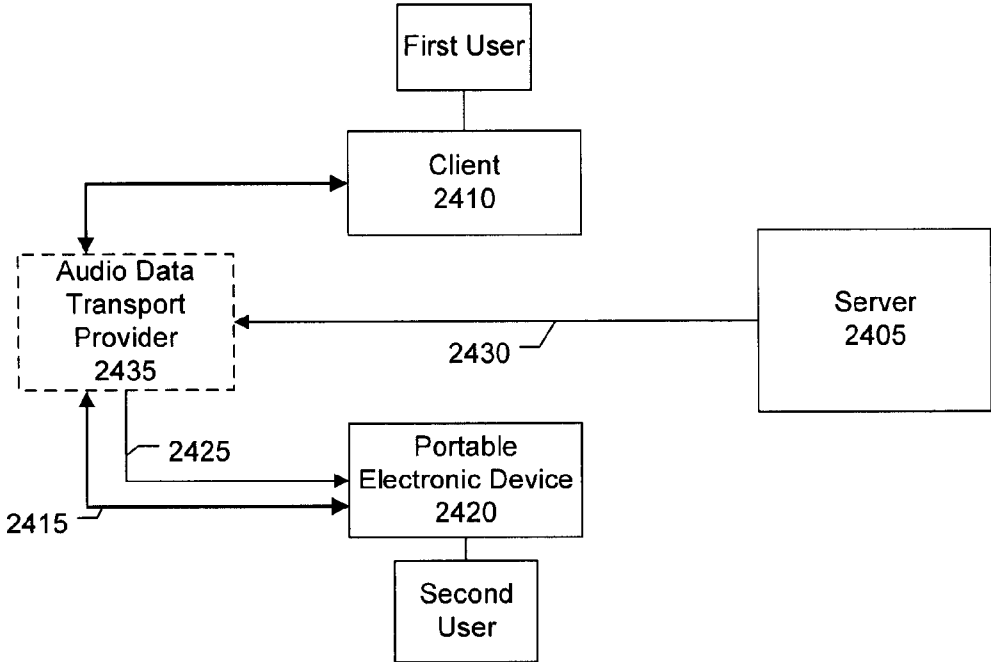 First User
Client
2410
Audio Data
Transport
Provider
2435
Server
2405
2430
2425
Portable
Electronic Device
2420
2415
Second
User